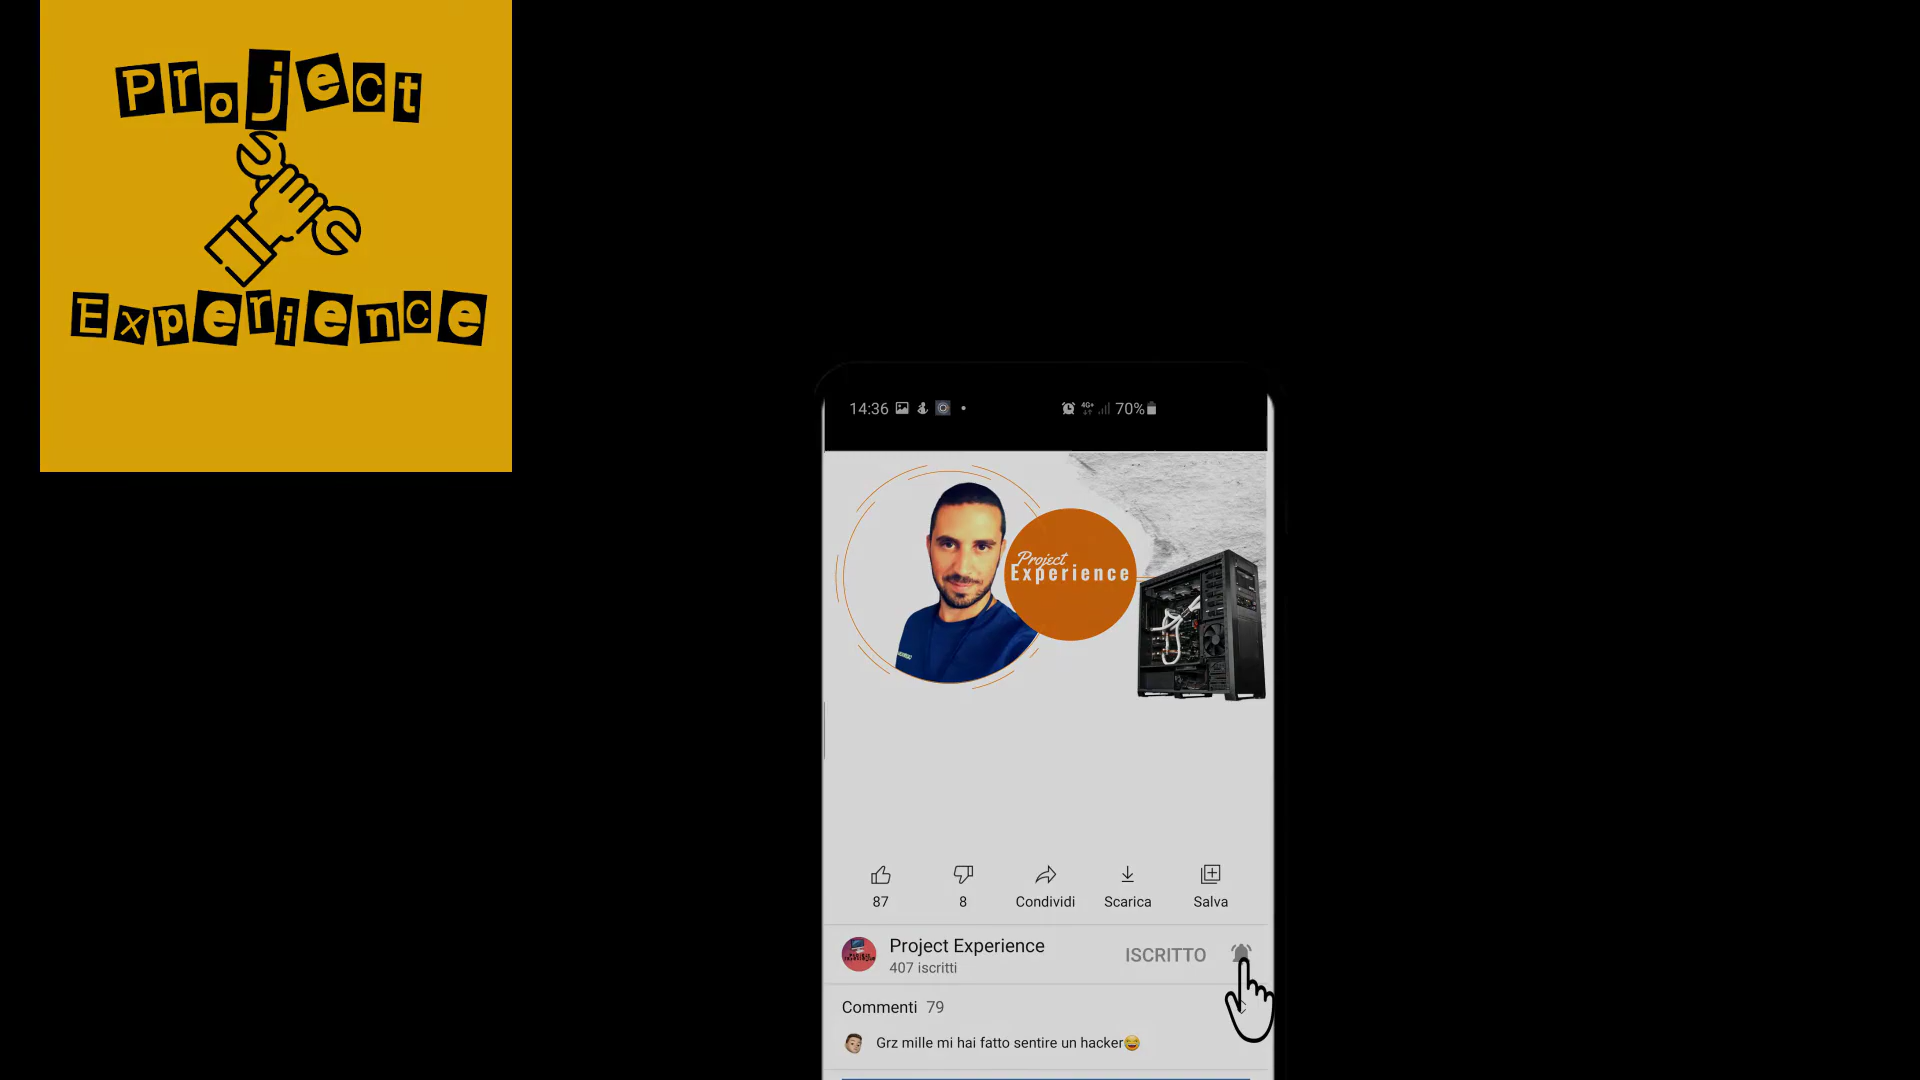 Project
Experience
14:36
4G+
70%
Project
Experience
87
8
Condividi
Scarica
Salva
Project Experience
407 iscritti
ISCRITTO
Commenti 79
Grz mille mi hai fatto sentire un hacker😂